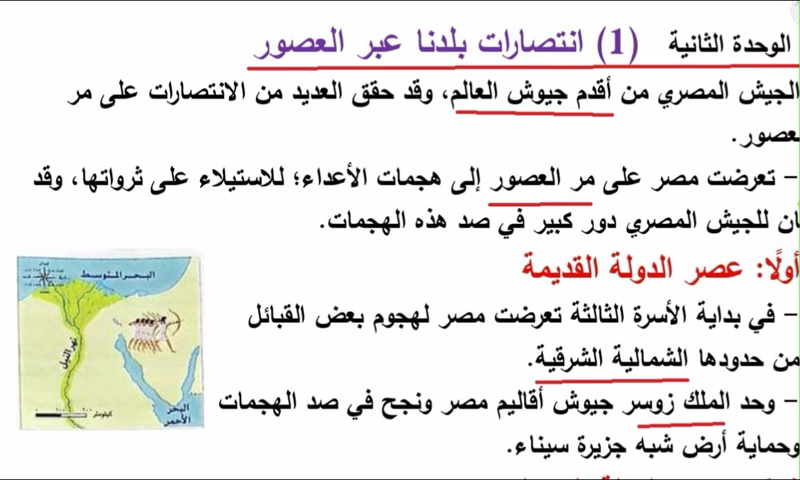 الوحدة الثانية (1) انتصارات بلدنا عبر العصور
الجيش المصري من أقدم جيوش العالم، وقد حقق العديد من الانتصارات على مر
لعصور.
- تعرضت مصر على مر العصور إلى هجمات الأعداء؛ للاستيلاء على ثرواتها، وقد
ان للجيش المصري دور كبير في صد هذه الهجمات.
أولًا: عصر الدولة القديمة
- في بداية الأسرة الثالثة تعرضت مصر لهجوم بعض القبائل
من حدودها الشمالية الشرقية.
- وحد الملك زوسر جيوش أقاليم مصر ونجح في صد الهجمات
وحماية أرض شبه جزيرة سيناء.
البحر المتوسط
نهر النيل
البحر
الأحمر
كيلومتر